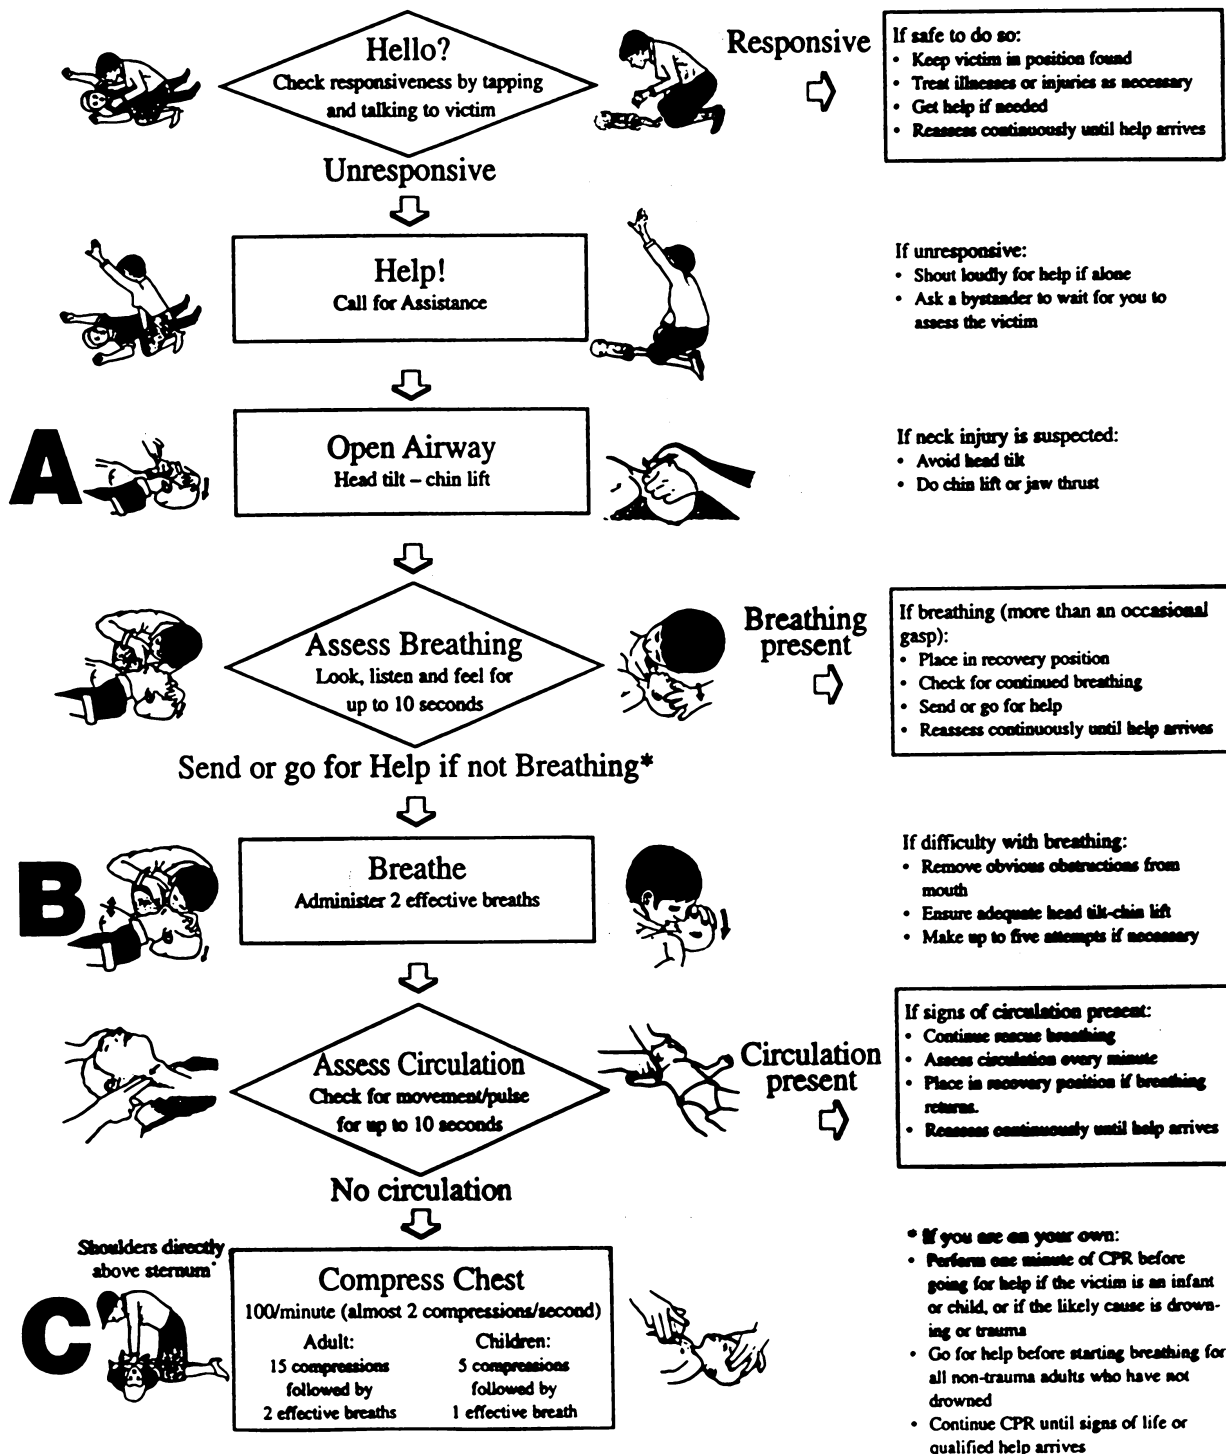 Hello?
Check responsiveness by tapping
and talking to victim
Responsive
If safe to do so:
• Keep victim in position found
• Treat illnesses or injuries as necessary
• Get help if needed
• Reassess continuously until help arrives
Unresponsive
Help!
Call for Assistance
If unresponsive:
• Shout loudly for help if alone
• Ask a bystander to wait for you to
assess the victim
A
Open Airway
Head tilt – chin lift
If neck injury is suspected:
• Avoid head tilt
• Do chin lift or jaw thrust
Assess Breathing
Look, listen and feel for
up to 10 seconds
Breathing
present
If breathing (more than an occasional
gasp):
• Place in recovery position
• Check for continued breathing
• Send or go for help
• Reassess continuously until help arrives
Send or go for Help if not Breathing*
B
Breathe
Administer 2 effective breaths
If difficulty with breathing:
• Remove obvious obstructions from
mouth
• Ensure adequate head tilt-chin lift
• Make up to five attempts if necessary
Assess Circulation
Check for movement/pulse
for up to 10 seconds
Circulation
present
If signs of circulation present:
• Continue rescue breathing
• Assess circulation every minute
• Place in recovery position if breathing
returns.
• Reassess continuously until help arrives
No circulation
Shoulders directly
above sternum
C
Compress Chest
100/minute (almost 2 compressions/second)
Adult:
15 compressions
followed by
2 effective breaths
Children:
5 compressions
followed by
1 effective breath
* If you are on your own:
• Perform one minute of CPR before
going for help if the victim is an infant
or child, or if the likely cause is drown-
ing or trauma
• Go for help before starting breathing for
all non-trauma adults who have not
drowned
• Continue CPR until signs of life or
qualified help arrives